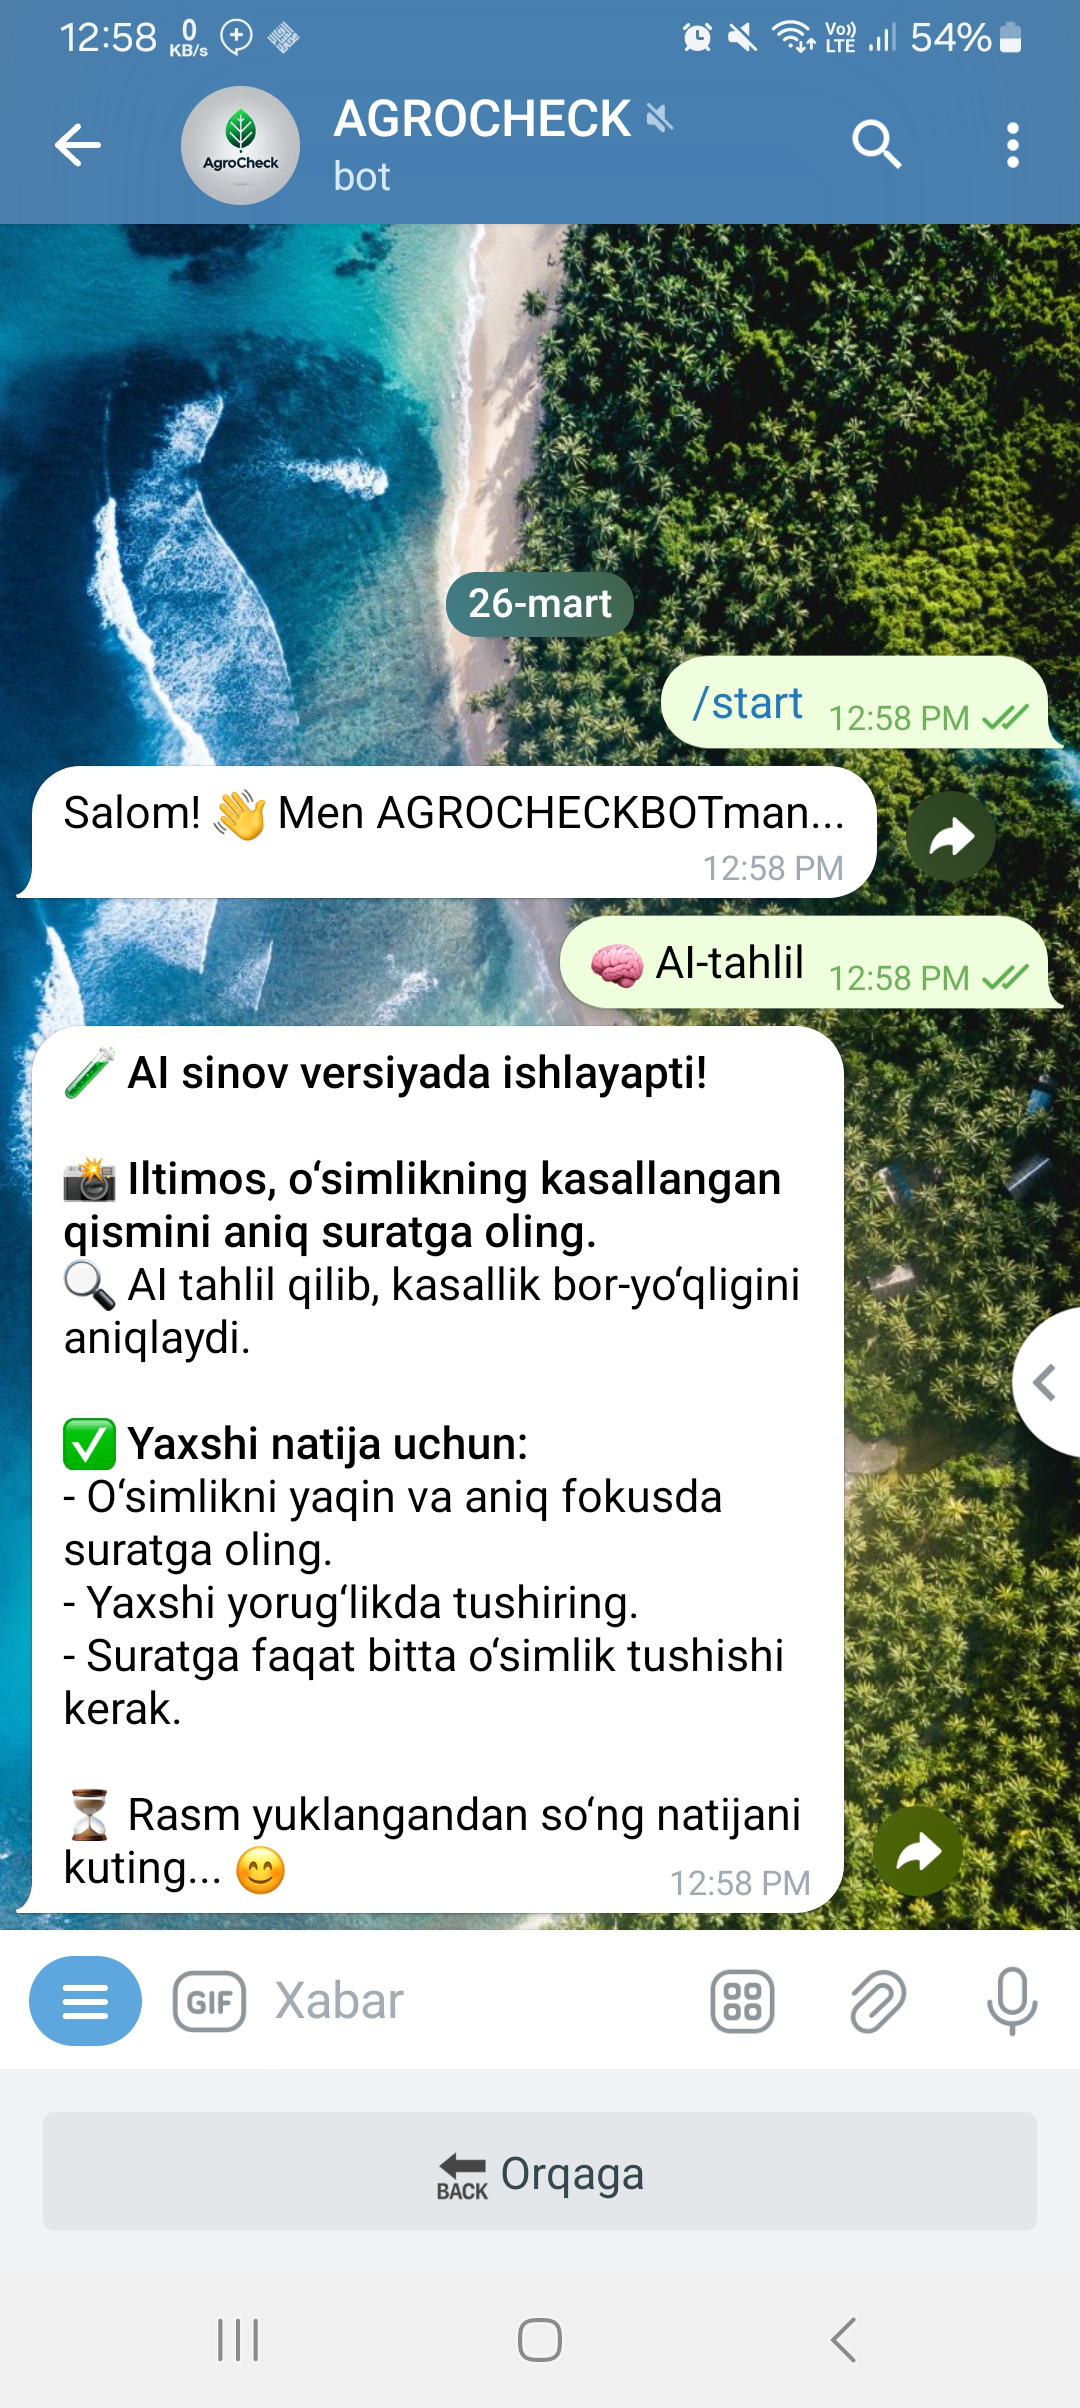 12:58 0 KB/s Vo)) LTE 54%
AgroCheck
AGROCHECK
bot
26-mart
/start 12:58 PM
Salom! 👋 Men AGROCHECKBOTman...
12:58 PM
🧠 AI-tahlil 12:58 PM
🧪 AI sinov versiyada ishlayapti!
📸 Iltimos, o‘simlikning kasallangan
qismini aniq suratga oling.
🔍 AI tahlil qilib, kasallik bor-yo‘qligini
aniqlaydi.
✅ Yaxshi natija uchun:
- O‘simlikni yaqin va aniq fokusda
suratga oling.
- Yaxshi yorug‘likda tushiring.
- Suratga faqat bitta o‘simlik tushishi
kerak.
⏳ Rasm yuklangandan so‘ng natijani
kuting... 😊 12:58 PM
GIF Xabar
BACK Orqaga